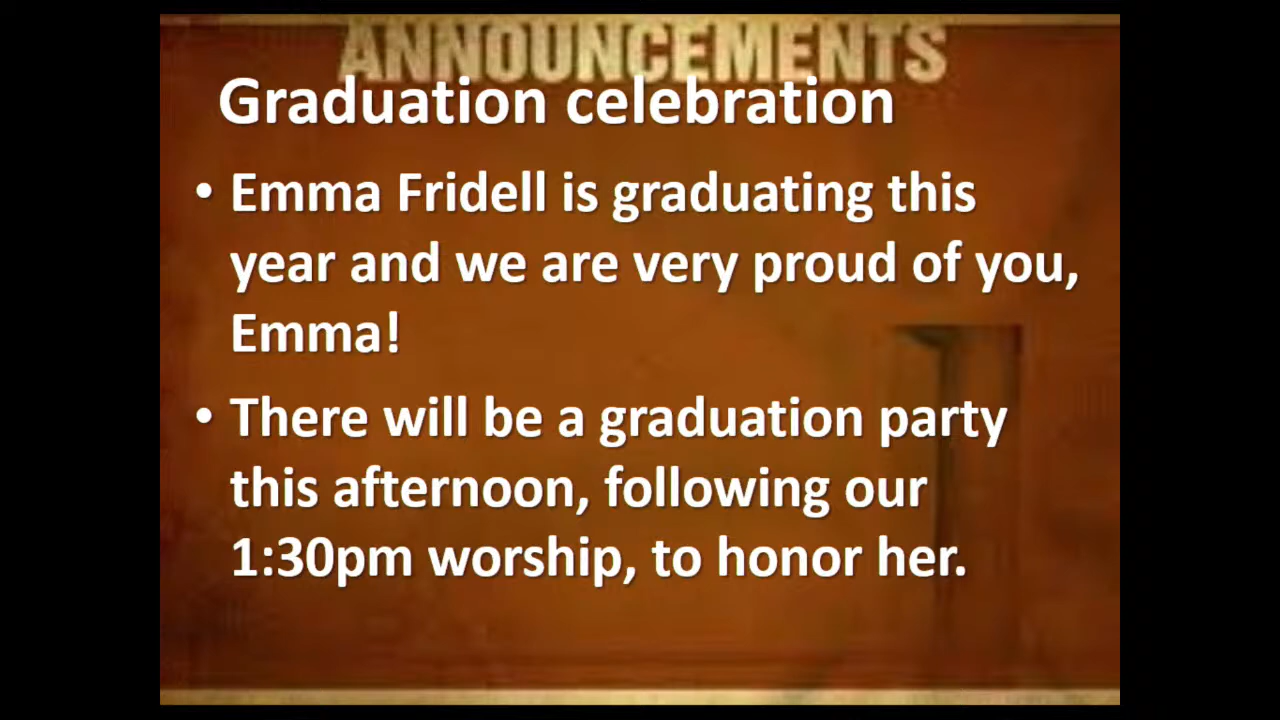 ANNOUNCEMENTS
Graduation celebration
• Emma Fridell is graduating this
year and we are very proud of you,
Emma!
• There will be a graduation party
this afternoon, following our
1:30pm worship, to honor her.